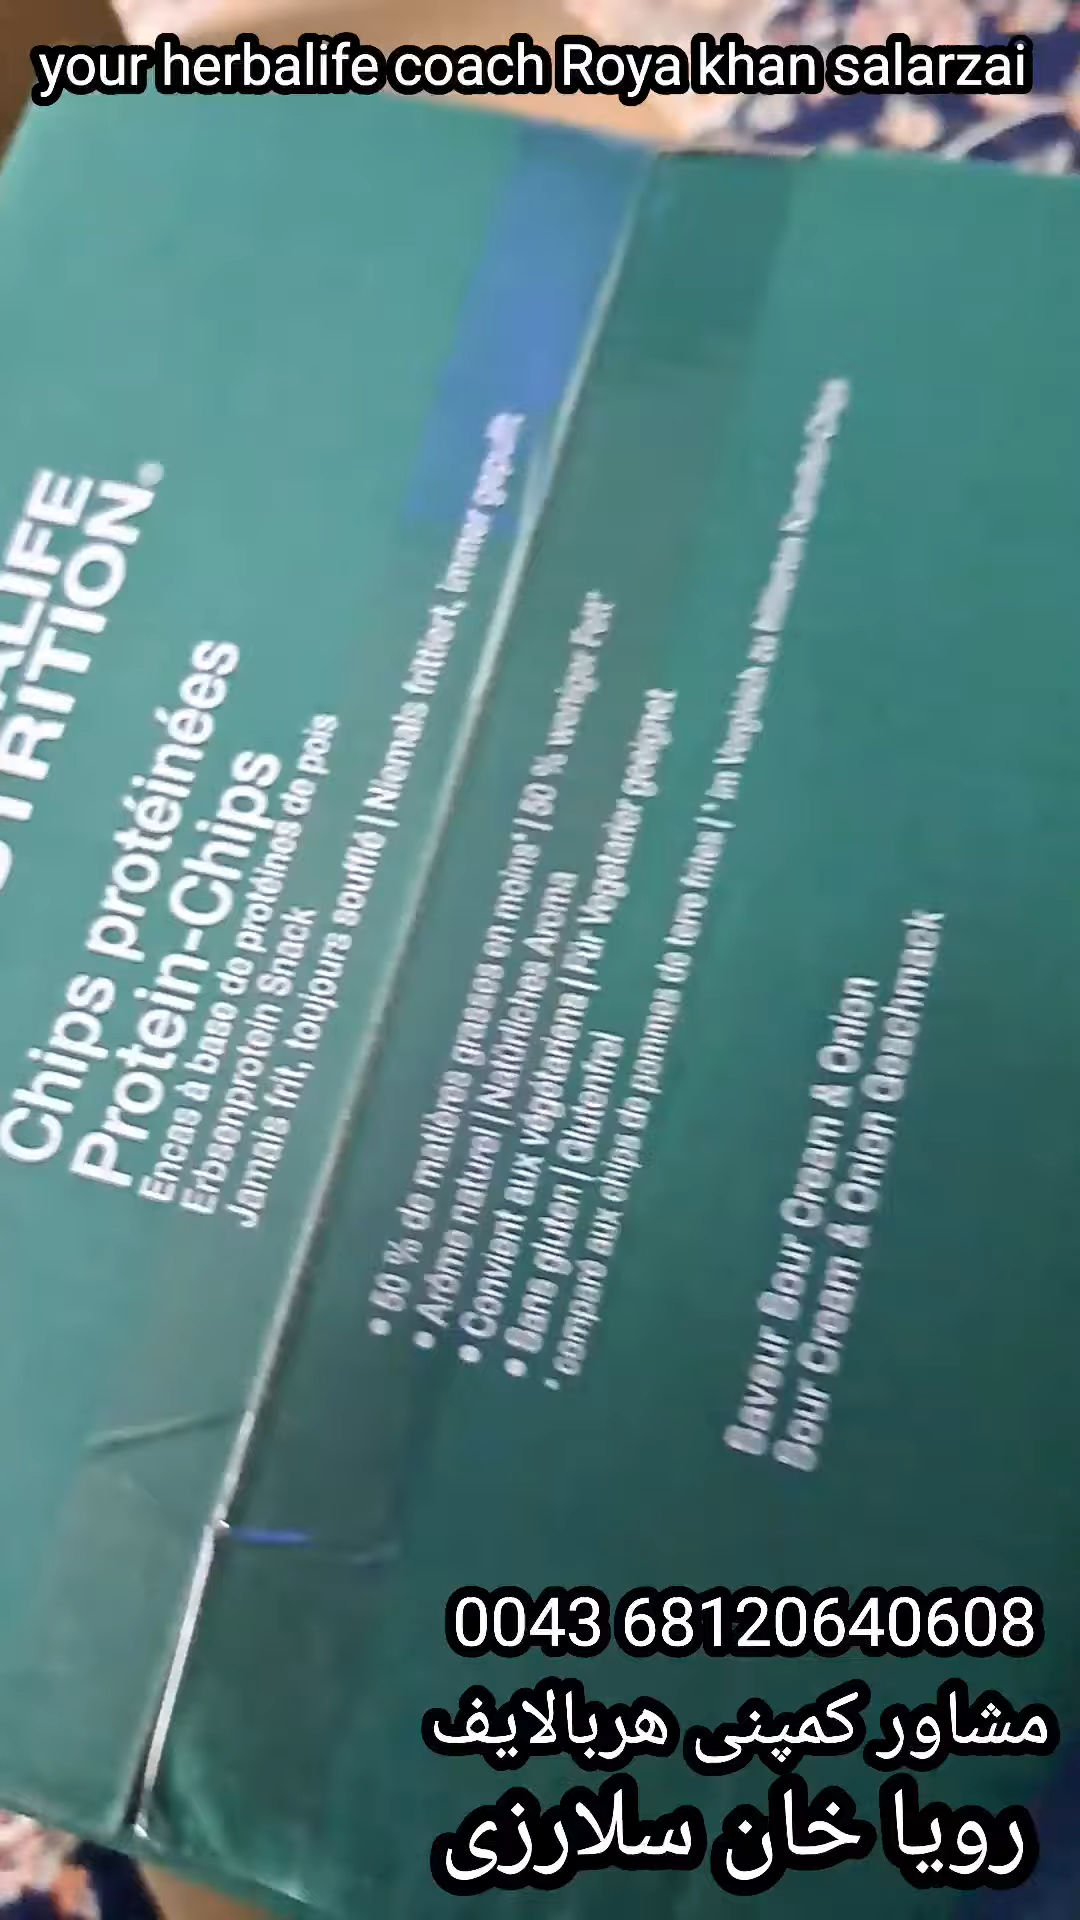 your herbalife coach Roya khan salarzai
ALIFE
TRITION®
Chips protéinées
Protein-Chips
Encas à base de protéines de pois
Erbsenprotein Snack
Jamais frit, toujours soufflé | Niemals frittiert, immer gepufft
• 50 % de matières grasses en moins* | 50 % weniger Fett*
• Arôme naturel | Natürliches Aroma
• Convient aux végétariens | Für Vegetarier geeignet
• Sans gluten | Glutenfrei
* comparé aux chips de pommes de terre frites | * im Vergleich zu frittierten Kartoffelchips
Saveur Sour Cream & Onion
Sour Cream & Onion Geschmack
0043 68120640608
مشاور کمپنی هربالایف
رویا خان سلارزی